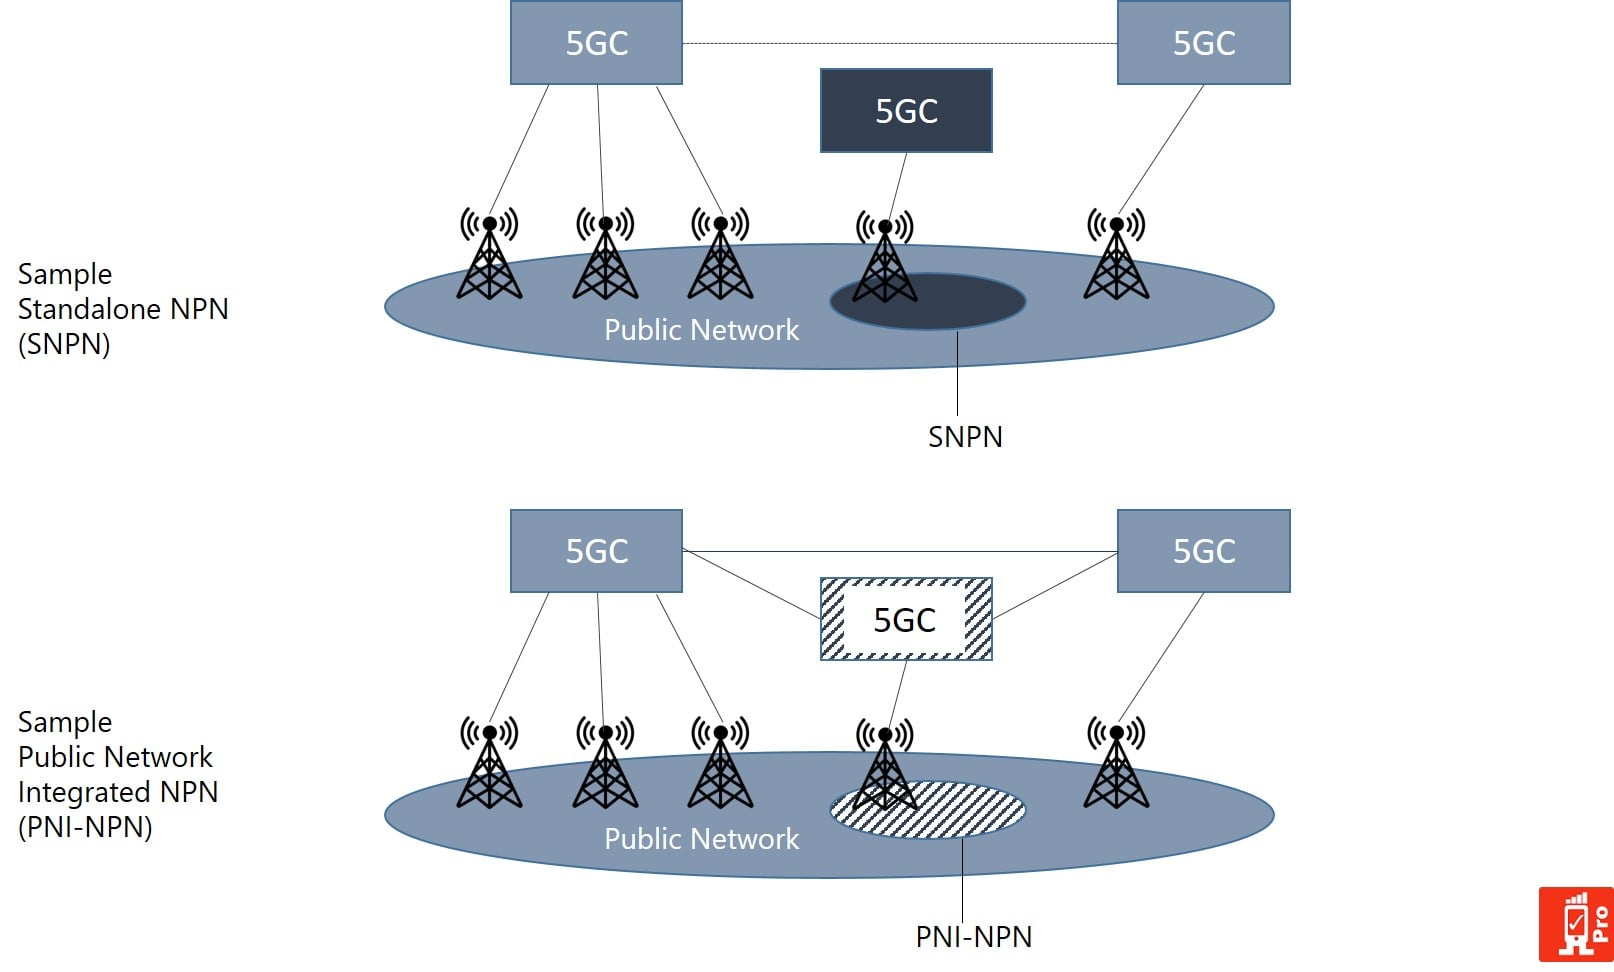 5GC
5GC
5GC
Sample
Standalone NPN
(SNPN)
Public Network
SNPN
5GC
5GC
5GC
Sample
Public Network
Integrated NPN
(PNI-NPN)
Public Network
PNI-NPN
Pro